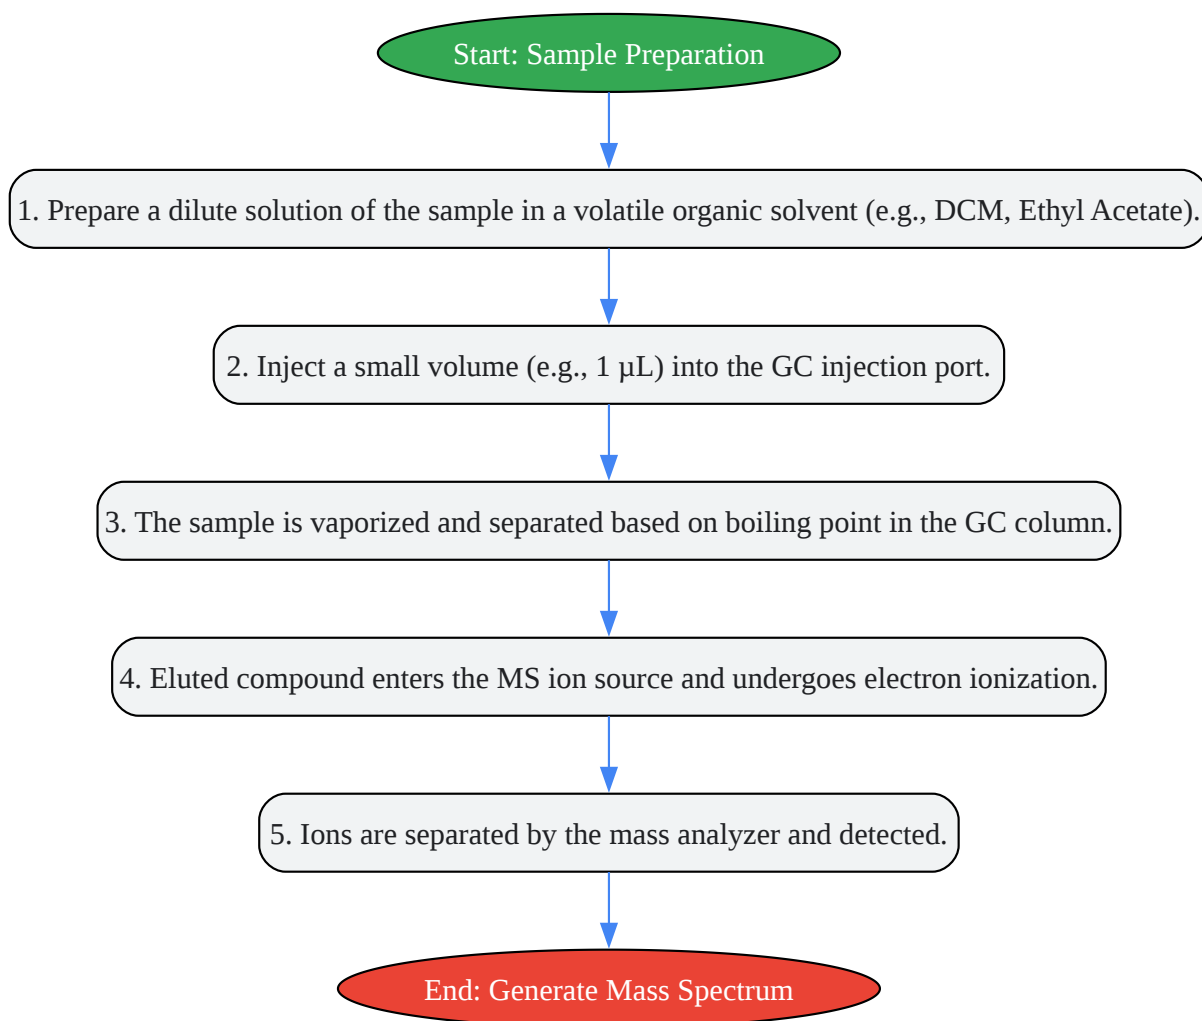 Start: Sample Preparation
1. Prepare a dilute solution of the sample in a volatile organic solvent (e.g., DCM, Ethyl Acetate).
2. Inject a small volume (e.g., 1 µL) into the GC injection port.
3. The sample is vaporized and separated based on boiling point in the GC column.
4. Eluted compound enters the MS ion source and undergoes electron ionization.
5. Ions are separated by the mass analyzer and detected.
End: Generate Mass Spectrum